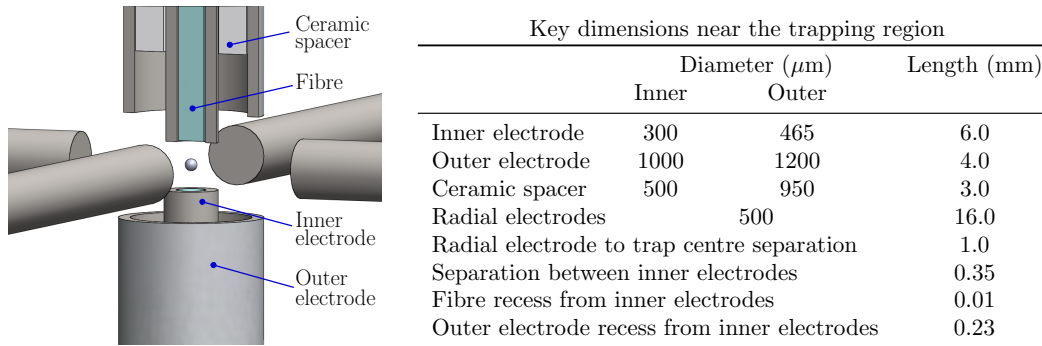 Ceramic
spacer
Fibre
Inner
electrode
Outer
electrode
Key dimensions near the trapping region
Diameter (μm) Length (mm)
Inner Outer
Inner electrode 300 465 6.0
Outer electrode 1000 1200 4.0
Ceramic spacer 500 950 3.0
Radial electrodes 500 16.0
Radial electrode to trap centre separation 1.0
Separation between inner electrodes 0.35
Fibre recess from inner electrodes 0.01
Outer electrode recess from inner electrodes 0.23